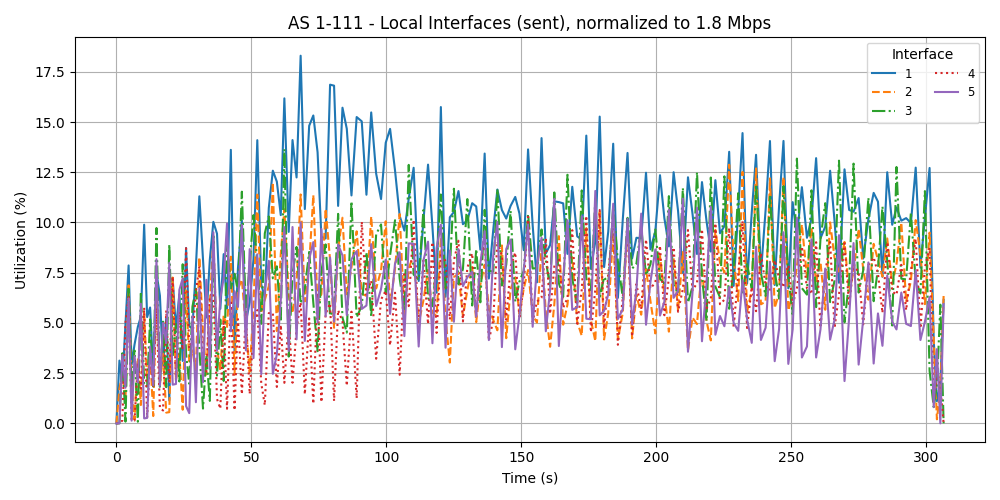 AS 1-111 - Local Interfaces (sent), normalized to 1.8 Mbps
Utilization (%)
17.5
15.0
12.5
10.0
7.5
5.0
2.5
0.0
0 50 100 150 200 250 300
Time (s)
Interface
1 4
2 5
3